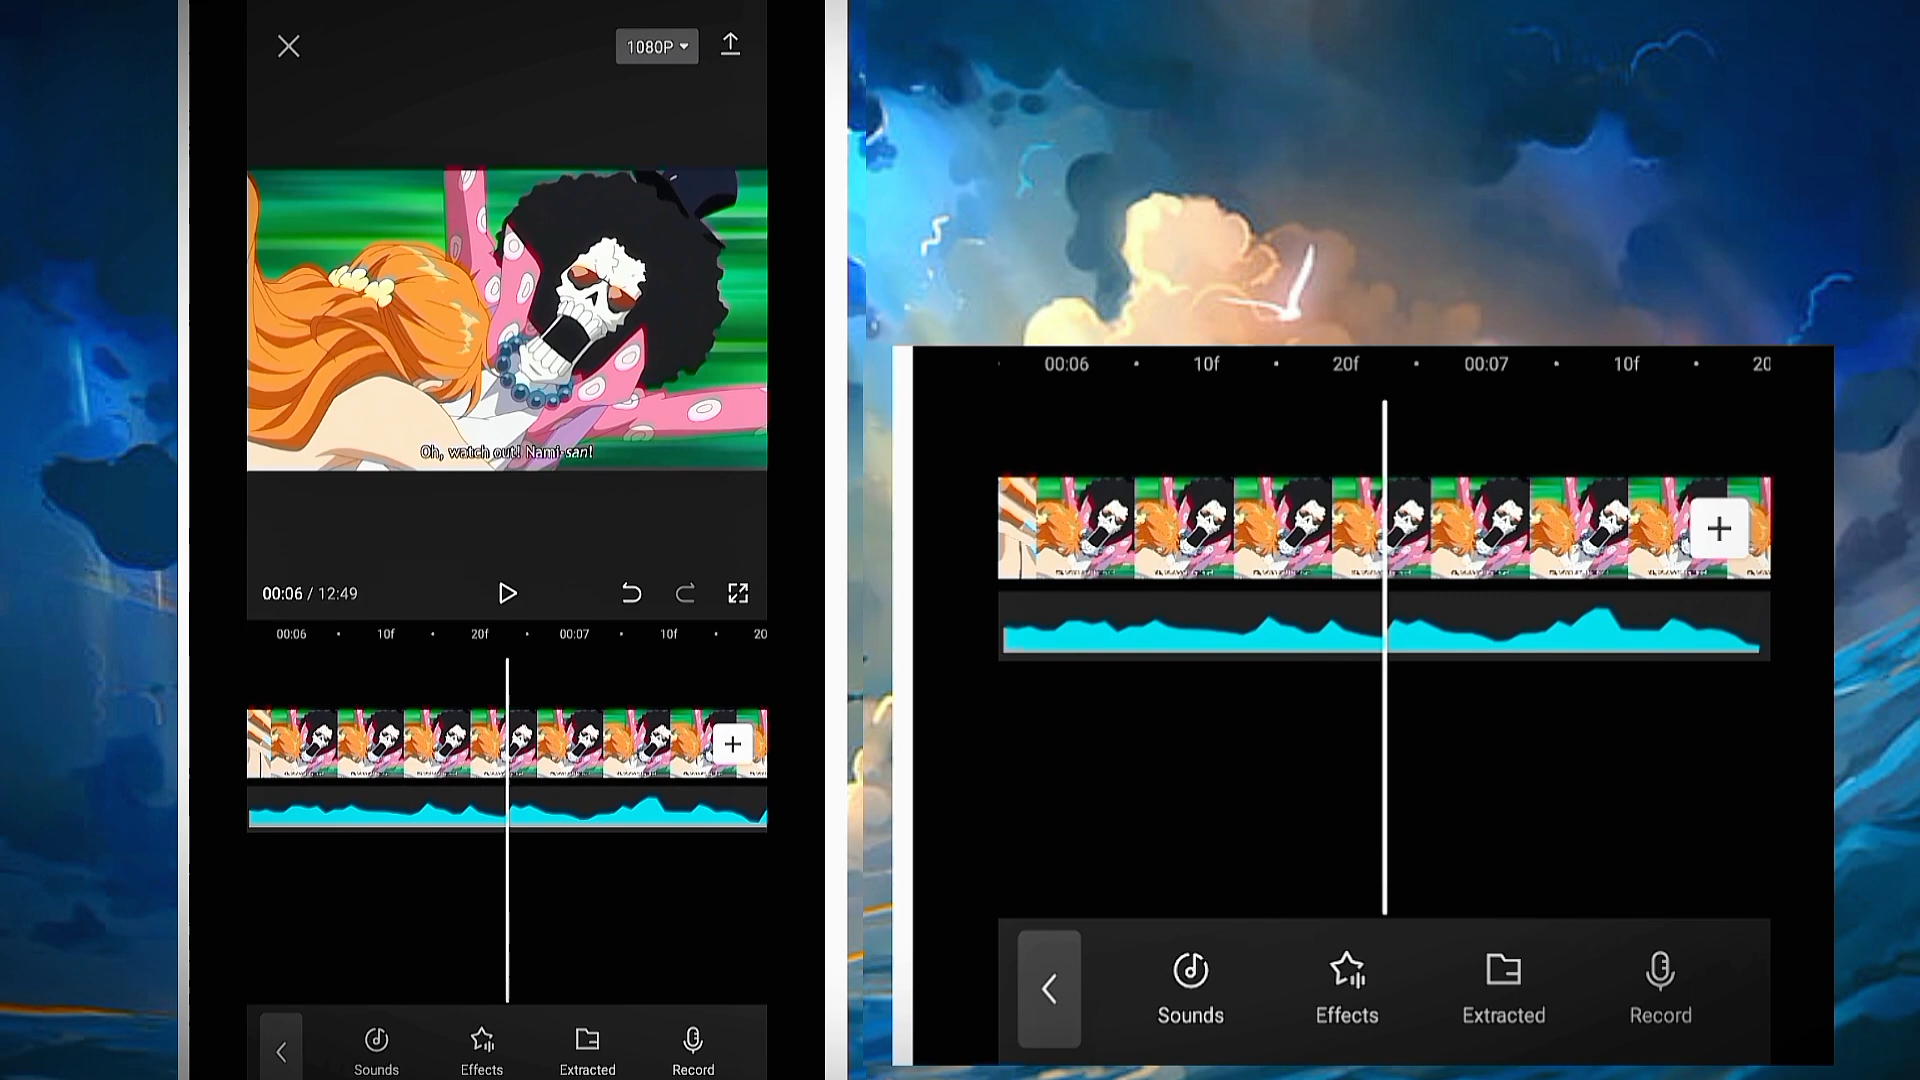 1080P
Oh, watch out! Nami-san!
00:06 / 12:49
00:06 10f 20f 00:07 10f 20
Sounds Effects Extracted Record
00:06 10f 20f 00:07 10f 20
Sounds Effects Extracted Record